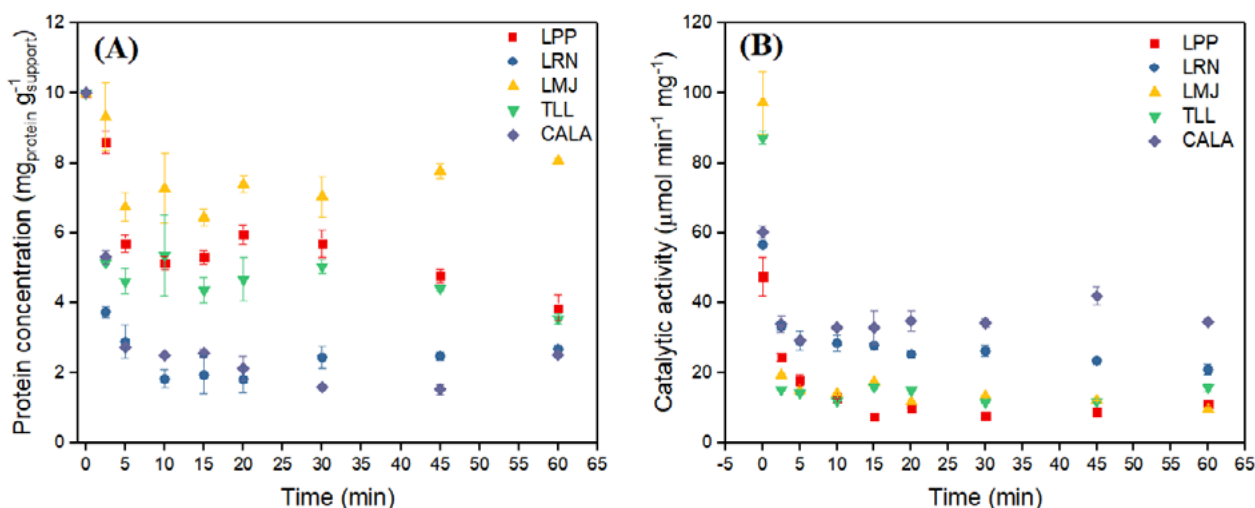 (A)
LPP
LRN
LMJ
TLL
CALA
Protein concentration (mg protein g-1 support)
12
10
8
6
4
2
0
0 5 10 15 20 25 30 35 40 45 50 55 60 65
Time (min)
(B)
LPP
LRN
LMJ
TLL
CALA
Catalytic activity (μmol min-1 mg-1)
120
100
80
60
40
20
0
-5 0 5 10 15 20 25 30 35 40 45 50 55 60 65
Time (min)